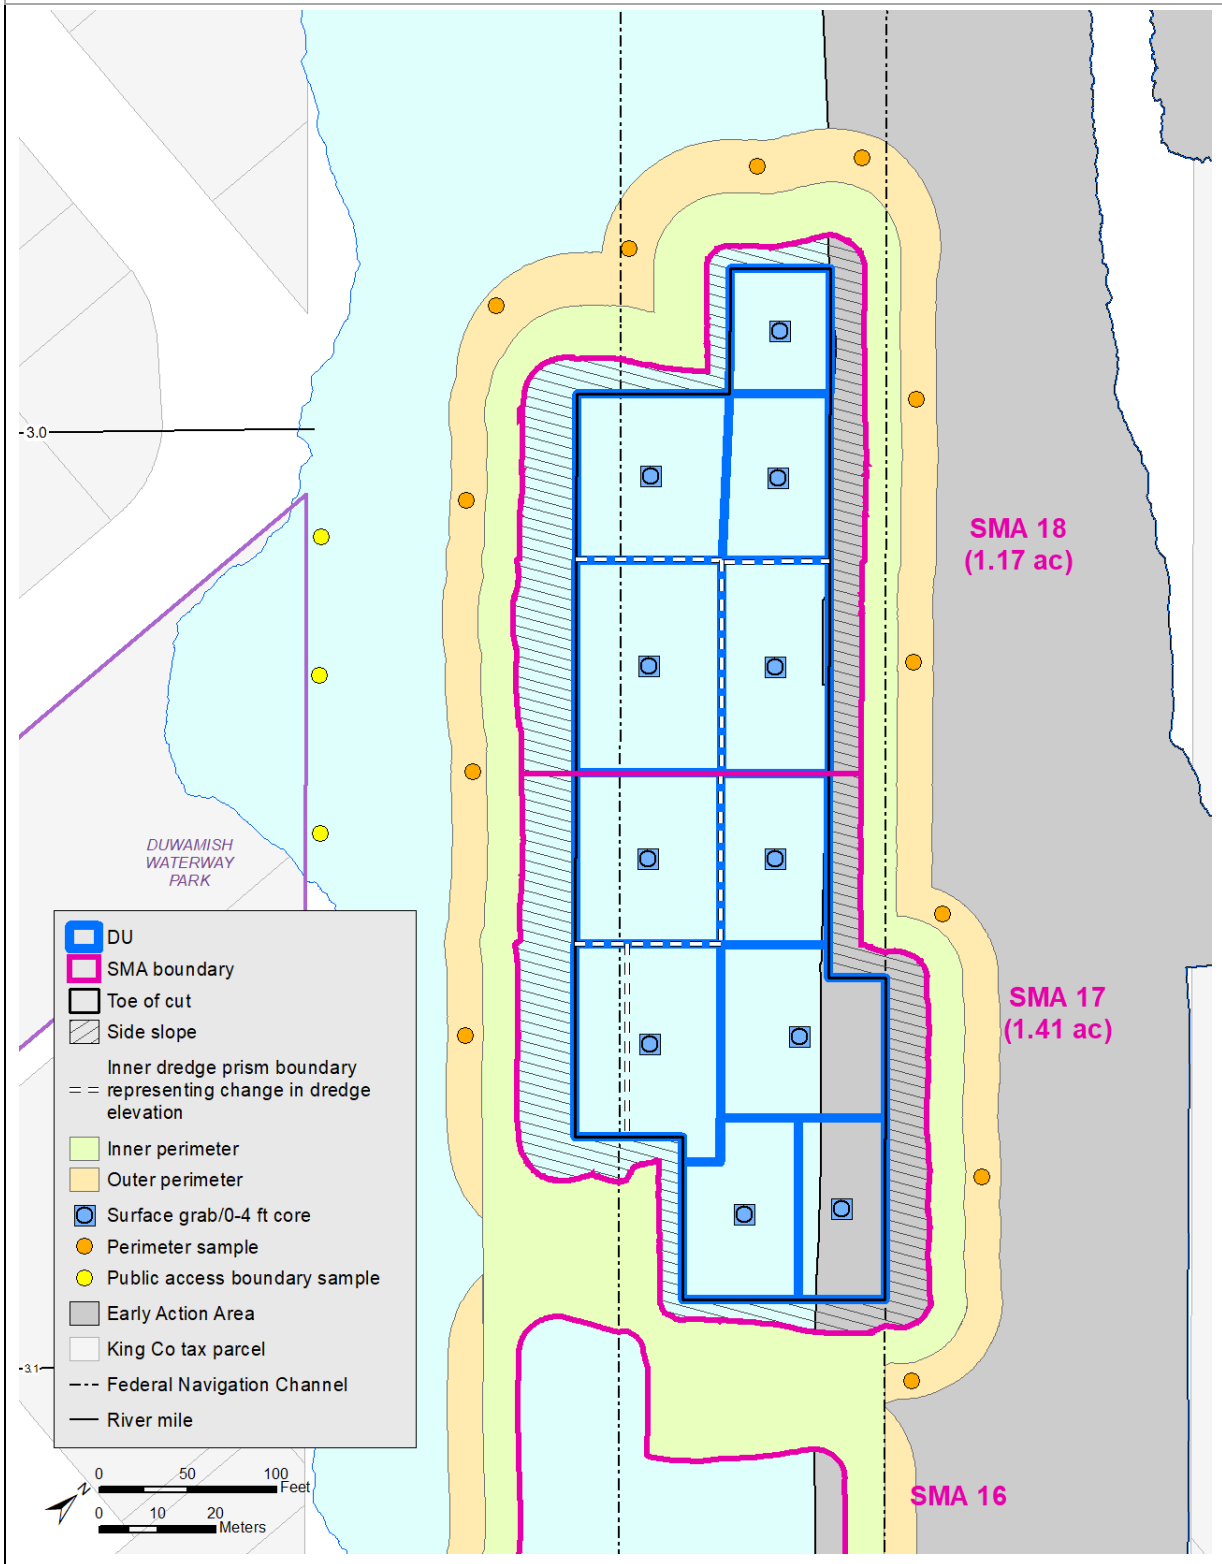 3.0
SMA 18
(1.17 ac)
DUWAMISH
WATERWAY
PARK
DU
SMA boundary
Toe of cut
Side slope
Inner dredge prism boundary
representing change in dredge
elevation
Inner perimeter
Outer perimeter
Surface grab/0-4 ft core
Perimeter sample
Public access boundary sample
Early Action Area
King Co tax parcel
Federal Navigation Channel
River mile
SMA 17
(1.41 ac)
3.1
0 50 100
Feet
N
0 10 20
Meters
SMA 16